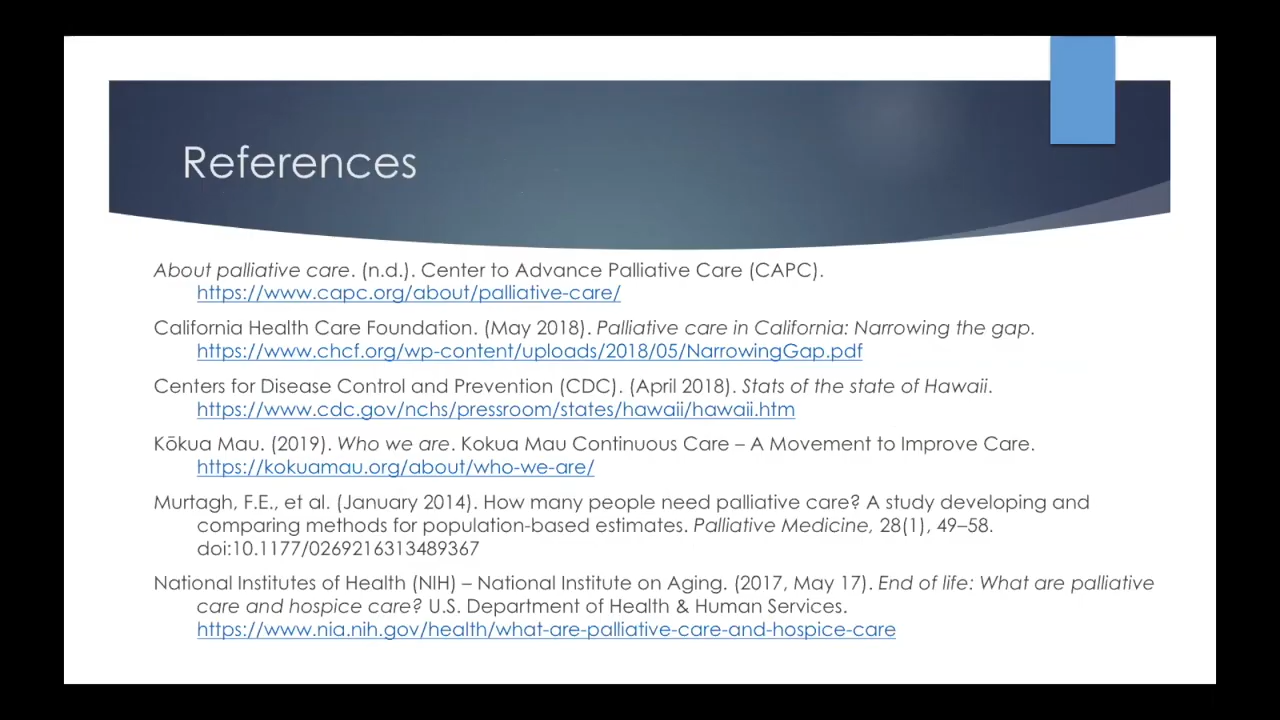 References
About palliative care. (n.d.). Center to Advance Palliative Care (CAPC).
https://www.capc.org/about/palliative-care/
California Health Care Foundation. (May 2018). Palliative care in California: Narrowing the gap.
https://www.chcf.org/wp-content/uploads/2018/05/NarrowingGap.pdf
Centers for Disease Control and Prevention (CDC). (April 2018). Stats of the state of Hawaii.
https://www.cdc.gov/nchs/pressroom/states/hawaii/hawaii.htm
Kōkua Mau. (2019). Who we are. Kokua Mau Continuous Care – A Movement to Improve Care.
https://kokuamau.org/about/who-we-are/
Murtagh, F.E., et al. (January 2014). How many people need palliative care? A study developing and
comparing methods for population-based estimates. Palliative Medicine, 28(1), 49–58.
doi:10.1177/0269216313489367
National Institutes of Health (NIH) – National Institute on Aging. (2017, May 17). End of life: What are palliative
care and hospice care? U.S. Department of Health & Human Services.
https://www.nia.nih.gov/health/what-are-palliative-care-and-hospice-care